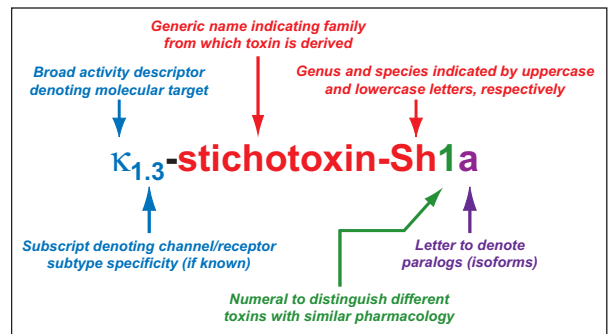 Generic name indicating family
from which toxin is derived
Broad activity descriptor
denoting molecular target
Genus and species indicated by uppercase
and lowercase letters, respectively
κ1.3-stichotoxin-Sh1a
Subscript denoting channel/receptor
subtype specificity (if known)
Letter to denote
paralogs (isoforms)
Numeral to distinguish different
toxins with similar pharmacology